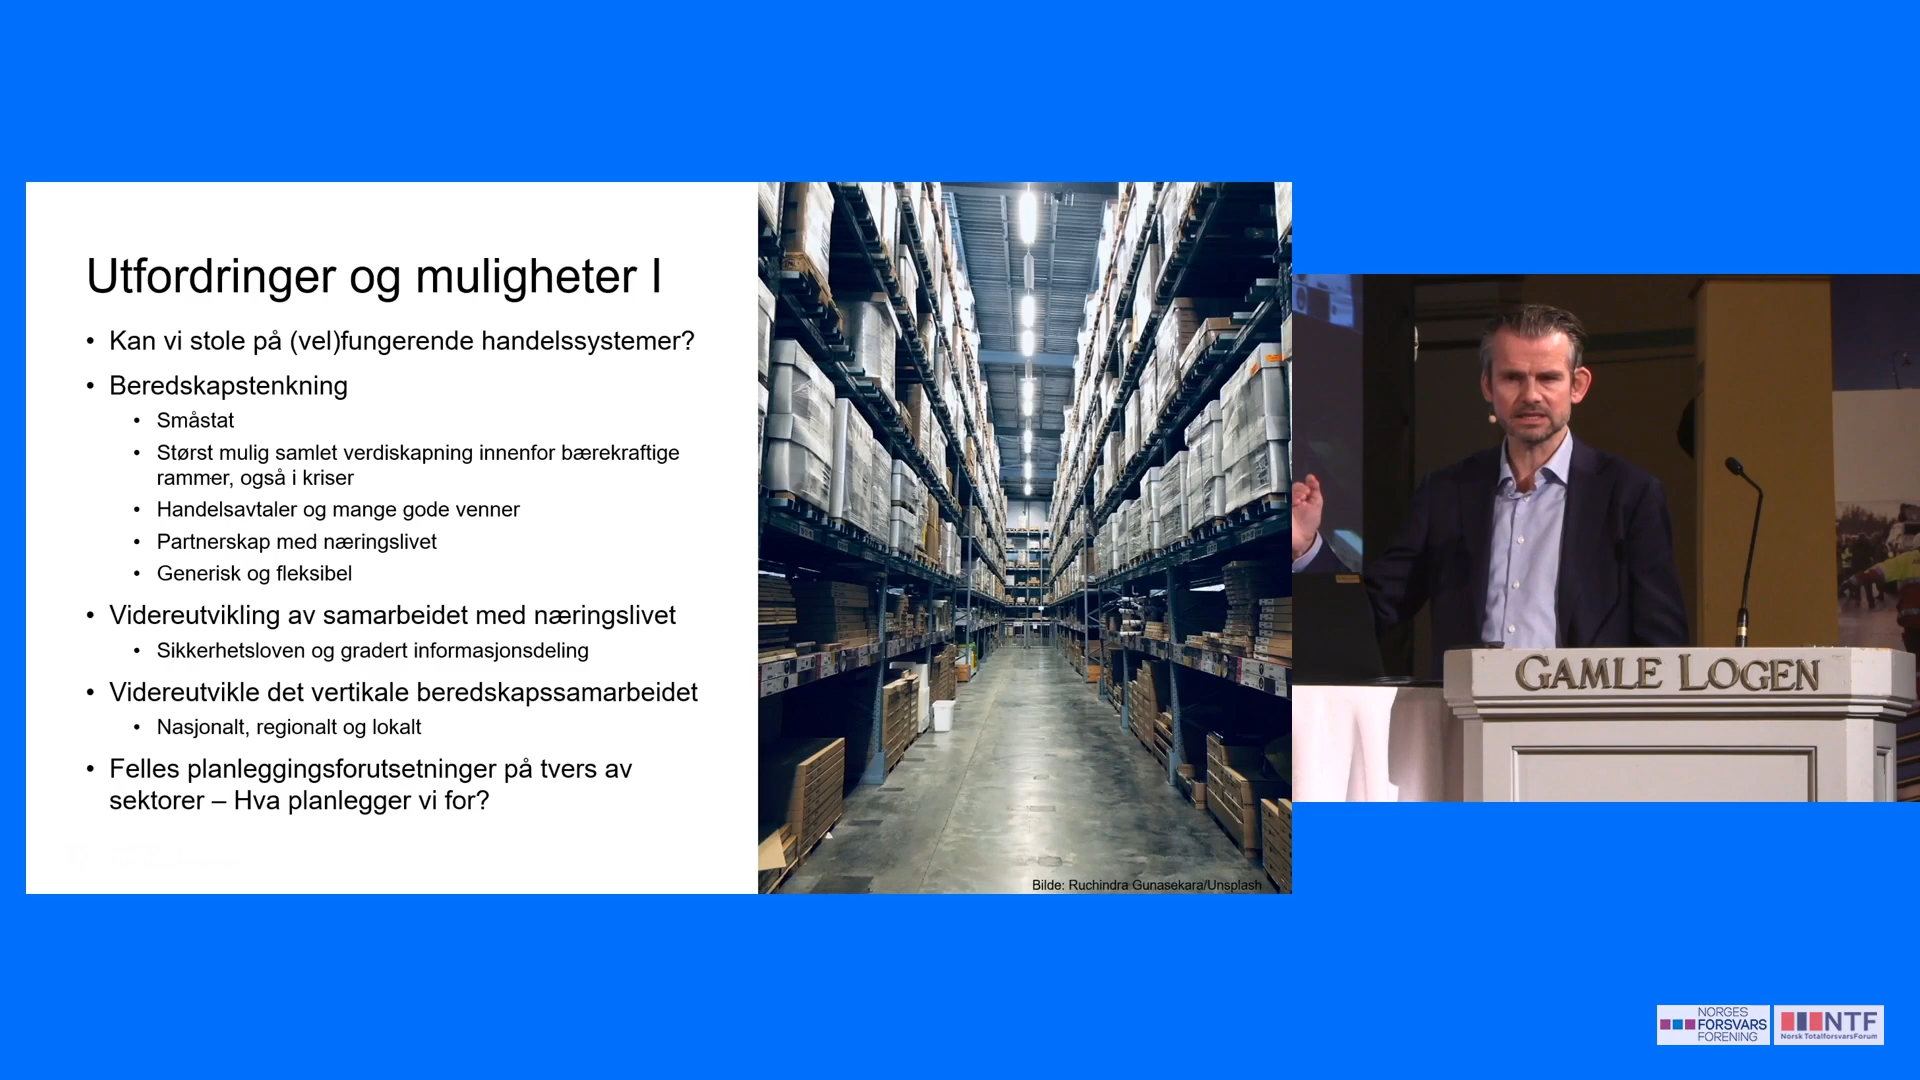 Utfordringer og muligheter I
• Kan vi stole på (vel)fungerende handelssystemer?
• Beredskapstenkning
• Småstat
• Størst mulig samlet verdiskapning innenfor bærekraftige
rammer, også i kriser
• Handelsavtaler og mange gode venner
• Partnerskap med næringslivet
• Generisk og fleksibel
• Videreutvikling av samarbeidet med næringslivet
• Sikkerhetsloven og gradert informasjonsdeling
• Videreutvikle det vertikale beredskapssamarbeidet
• Nasjonalt, regionalt og lokalt
• Felles planleggingsforutsetninger på tvers av
sektorer – Hva planlegger vi for?
Bilde: Ruchindra Gunasekara/Unsplash
GAMLE LOGEN
NORGES
FORSVARS
FORENING
NTF
Norsk TotalforsvarsForum